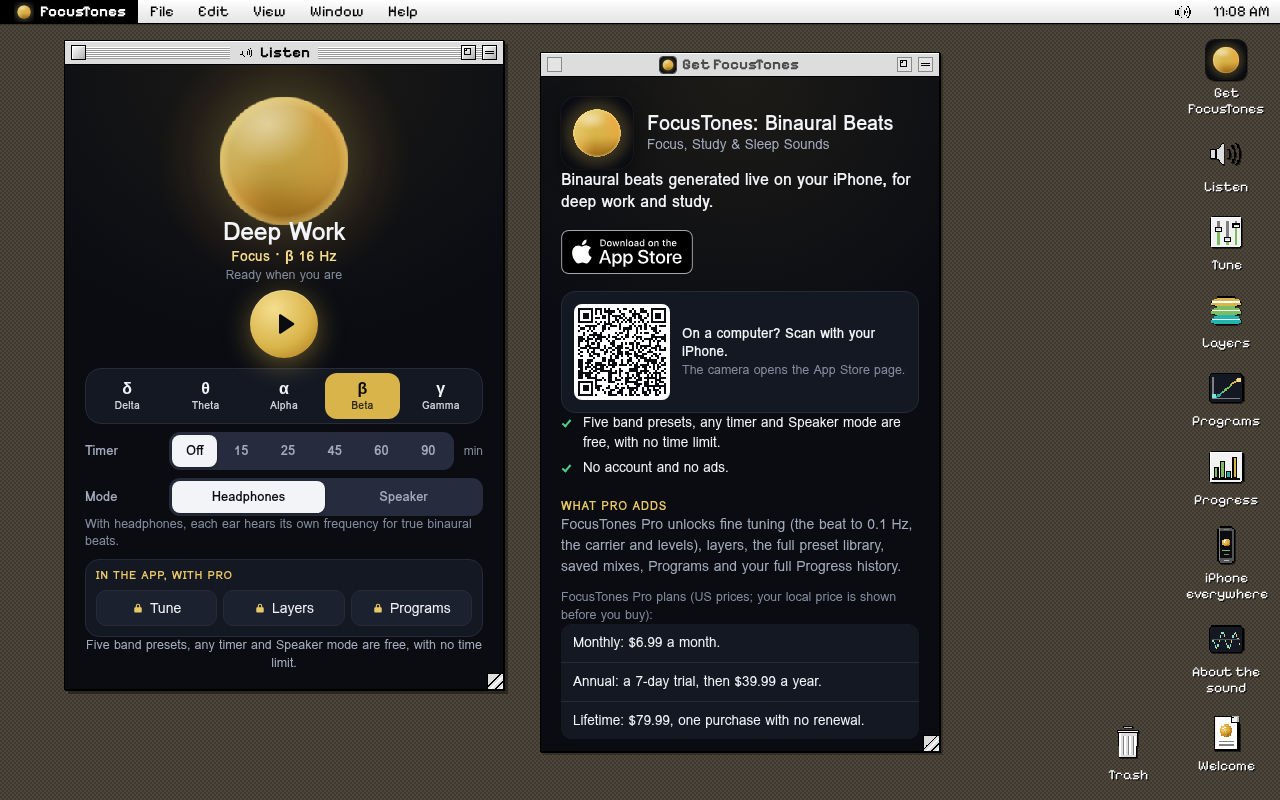 FocusTones File Edit View Window Help 11:08 AM
Listen
Deep Work
Focus · β 16 Hz
Ready when you are
δ θ α β γ
Delta Theta Alpha Beta Gamma
Timer Off 15 25 45 60 90 min
Mode Headphones Speaker
With headphones, each ear hears its own frequency for true binaural
beats.
IN THE APP, WITH PRO
Tune Layers Programs
Five band presets, any timer and Speaker mode are free, with no time
limit.
Get FocusTones
FocusTones: Binaural Beats
Focus, Study & Sleep Sounds
Binaural beats generated live on your iPhone, for
deep work and study.
Download on the
App Store
On a computer? Scan with your
iPhone.
The camera opens the App Store page.
Five band presets, any timer and Speaker mode are
free, with no time limit.
No account and no ads.
WHAT PRO ADDS
FocusTones Pro unlocks fine tuning (the beat to 0.1 Hz,
the carrier and levels), layers, the full preset library,
saved mixes, Programs and your full Progress history.
FocusTones Pro plans (US prices; your local price is shown
before you buy):
Monthly: $6.99 a month.
Annual: a 7-day trial, then $39.99 a year.
Lifetime: $79.99, one purchase with no renewal.
Get
FocusTones
Listen
Tune
Layers
Programs
Progress
iPhone
everywhere
About the
sound
Welcome
Trash